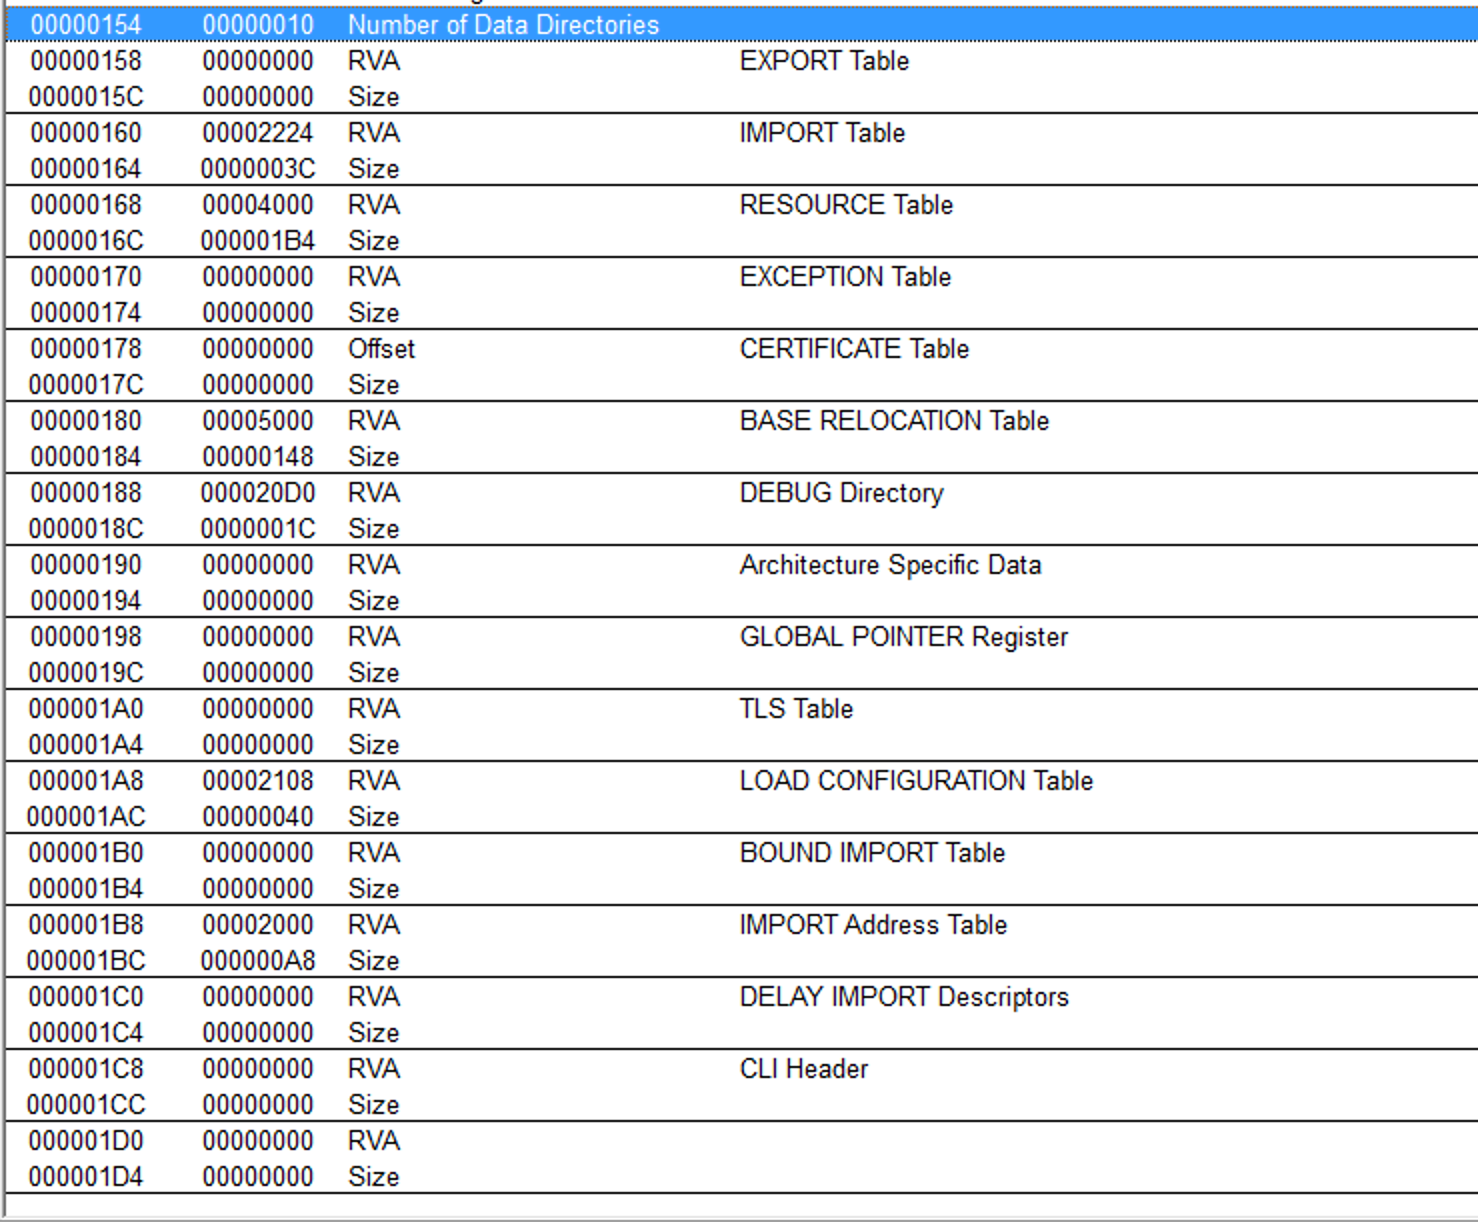 00000154 00000010 Number of Data Directories
00000158 00000000 RVA EXPORT Table
0000015C 00000000 Size
00000160 00002224 RVA IMPORT Table
00000164 0000003C Size
00000168 00004000 RVA RESOURCE Table
0000016C 000001B4 Size
00000170 00000000 RVA EXCEPTION Table
00000174 00000000 Size
00000178 00000000 Offset CERTIFICATE Table
0000017C 00000000 Size
00000180 00005000 RVA BASE RELOCATION Table
00000184 00000148 Size
00000188 000020D0 RVA DEBUG Directory
0000018C 0000001C Size
00000190 00000000 RVA Architecture Specific Data
00000194 00000000 Size
00000198 00000000 RVA GLOBAL POINTER Register
0000019C 00000000 Size
000001A0 00000000 RVA TLS Table
000001A4 00000000 Size
000001A8 00002108 RVA LOAD CONFIGURATION Table
000001AC 00000040 Size
000001B0 00000000 RVA BOUND IMPORT Table
000001B4 00000000 Size
000001B8 00002000 RVA IMPORT Address Table
000001BC 000000A8 Size
000001C0 00000000 RVA DELAY IMPORT Descriptors
000001C4 00000000 Size
000001C8 00000000 RVA CLI Header
000001CC 00000000 Size
000001D0 00000000 RVA
000001D4 00000000 Size